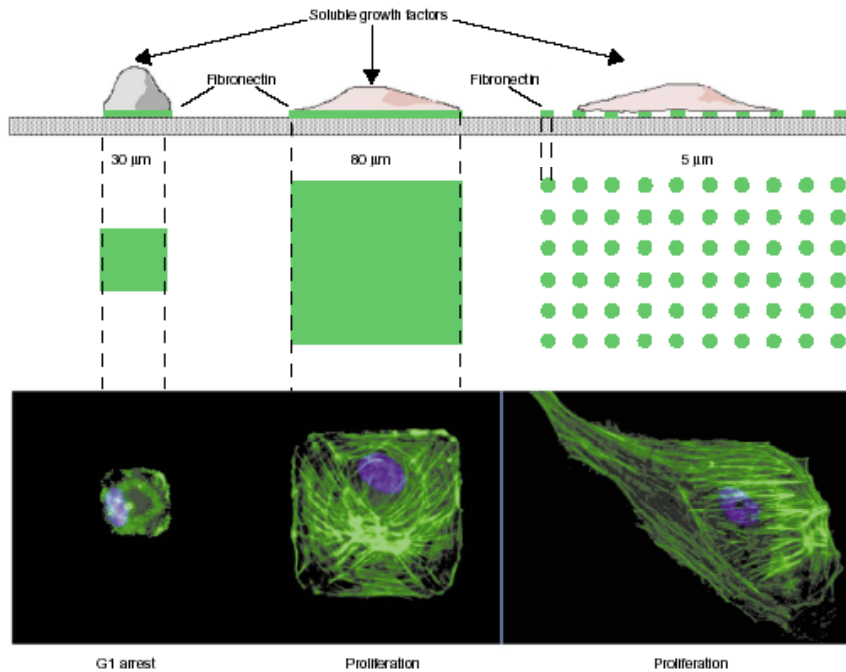 Soluble growth factors
Fibronectin
Fibronectin
30 µm
80 µm
5 µm
G1 arrest
Proliferation
Proliferation